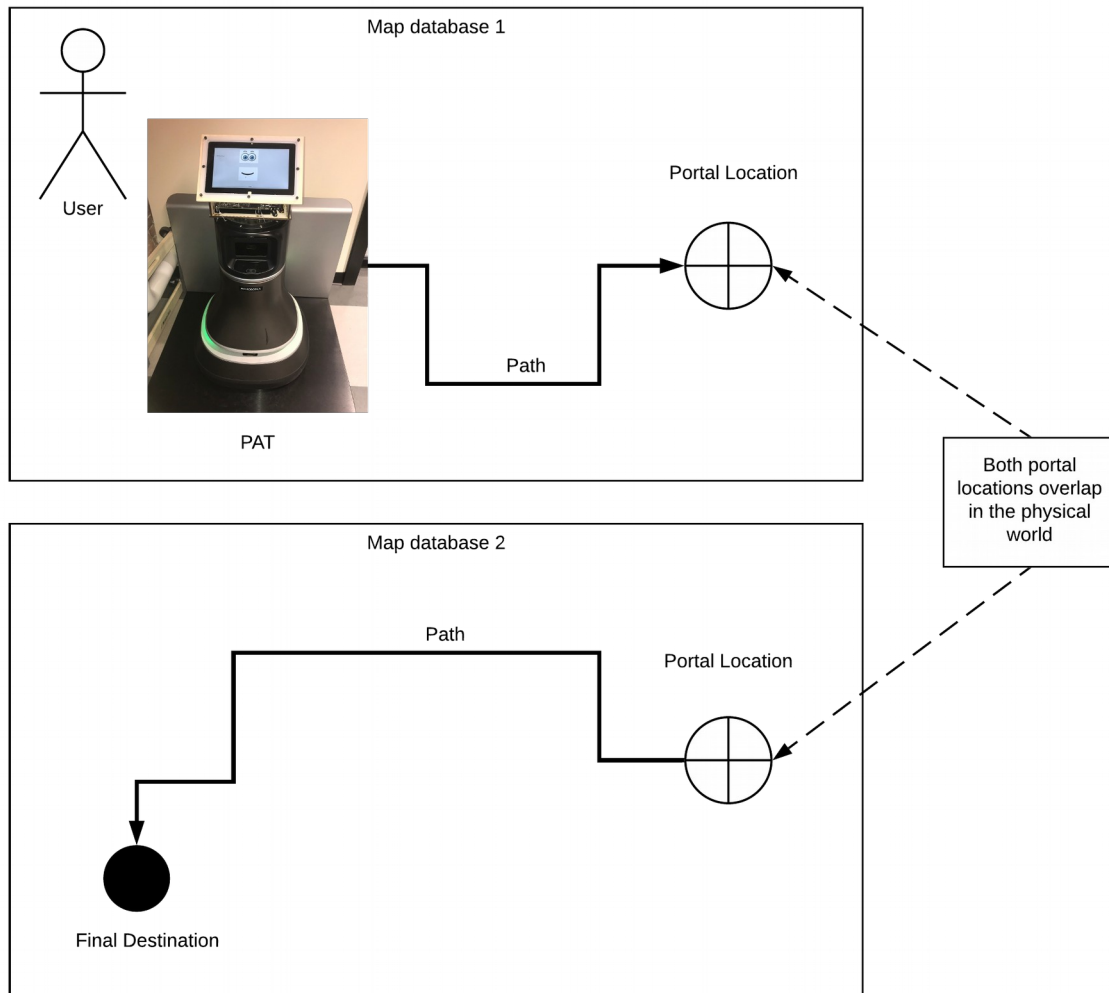 Map database 1
User
PAT
Path
Portal Location
Both portal
locations overlap
in the physical
world
Map database 2
Path
Portal Location
Final Destination